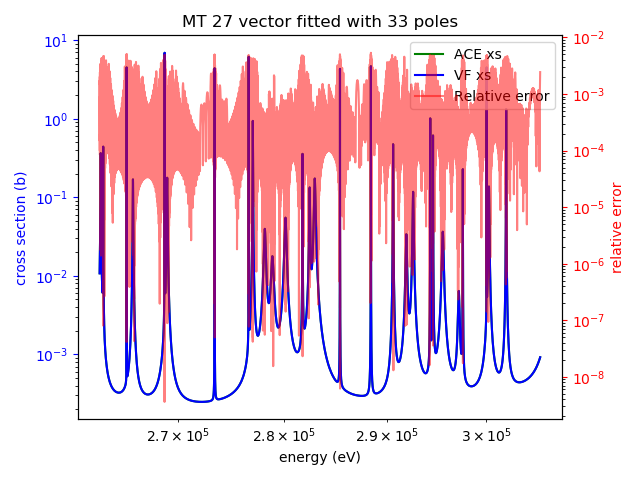 MT 27 vector fitted with 33 poles
ACE xs
VF xs
Relative error
cross section (b)
10¹
10⁰
10⁻¹
10⁻²
10⁻³
relative error
10⁻²
10⁻³
10⁻⁴
10⁻⁵
10⁻⁶
10⁻⁷
10⁻⁸
2.7 × 10⁵ 2.8 × 10⁵ 2.9 × 10⁵ 3 × 10⁵
energy (eV)